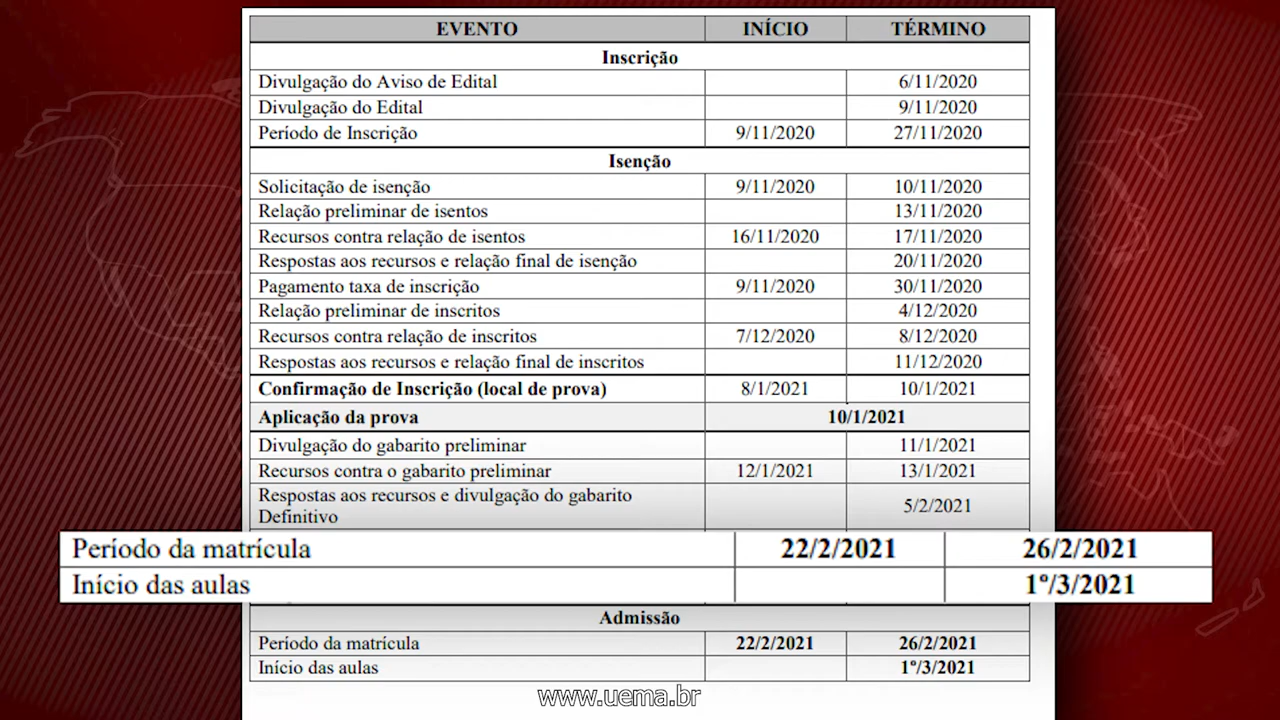 EVENTO INÍCIO TÉRMINO
Inscrição
Divulgação do Aviso de Edital 6/11/2020
Divulgação do Edital 9/11/2020
Período de Inscrição 9/11/2020 27/11/2020
Isenção
Solicitação de isenção 9/11/2020 10/11/2020
Relação preliminar de isentos 13/11/2020
Recursos contra relação de isentos 16/11/2020 17/11/2020
Respostas aos recursos e relação final de isenção 20/11/2020
Pagamento taxa de inscrição 9/11/2020 30/11/2020
Relação preliminar de inscritos 4/12/2020
Recursos contra relação de inscritos 7/12/2020 8/12/2020
Respostas aos recursos e relação final de inscritos 11/12/2020
Confirmação de Inscrição (local de prova) 8/1/2021 10/1/2021
Aplicação da prova 10/1/2021
Divulgação do gabarito preliminar 11/1/2021
Recursos contra o gabarito preliminar 12/1/2021 13/1/2021
Respostas aos recursos e divulgação do gabarito
Definitivo 5/2/2021
Período da matrícula 22/2/2021 26/2/2021
Início das aulas 1º/3/2021
Admissão
Período da matrícula 22/2/2021 26/2/2021
Início das aulas 1º/3/2021
www.uema.br